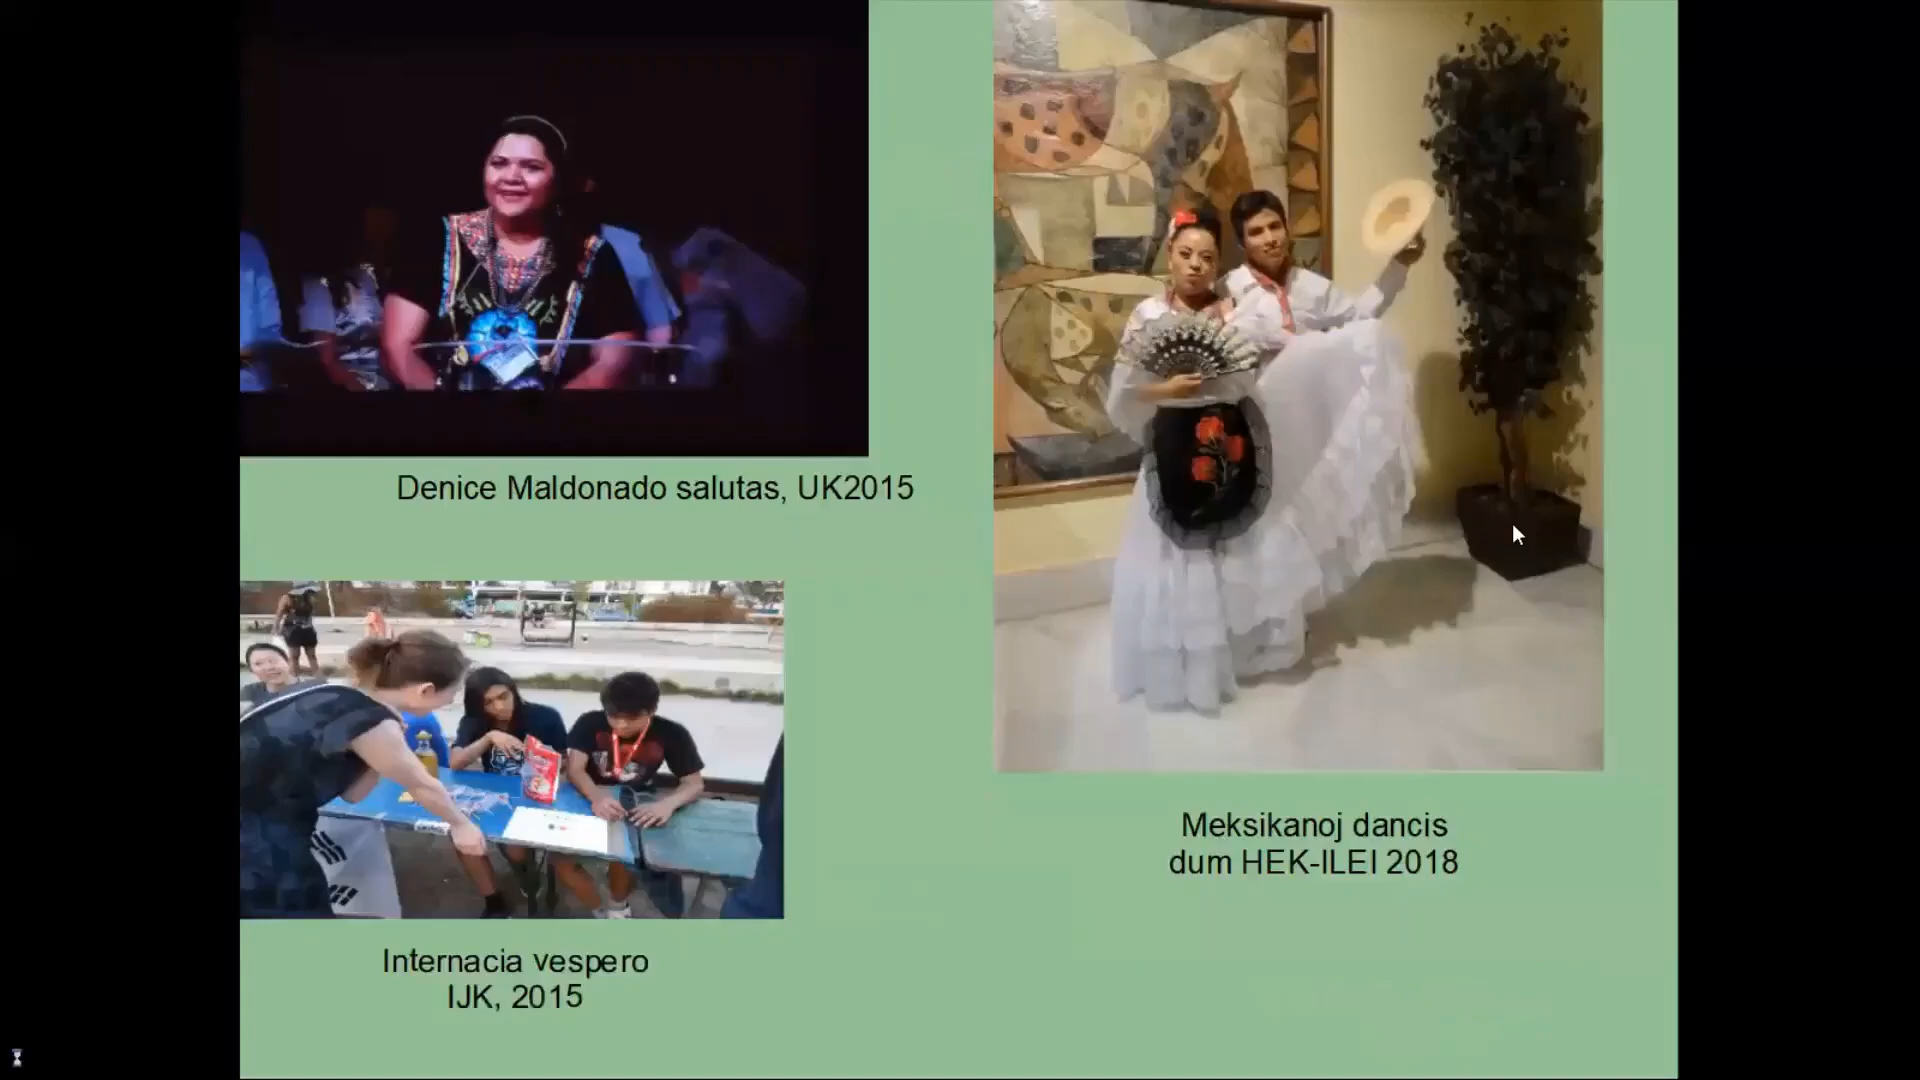 Denice Maldonado salutas, UK2015
Internacia vespero
IJK, 2015
Meksikanoj dancis
dum HEK-ILEI 2018